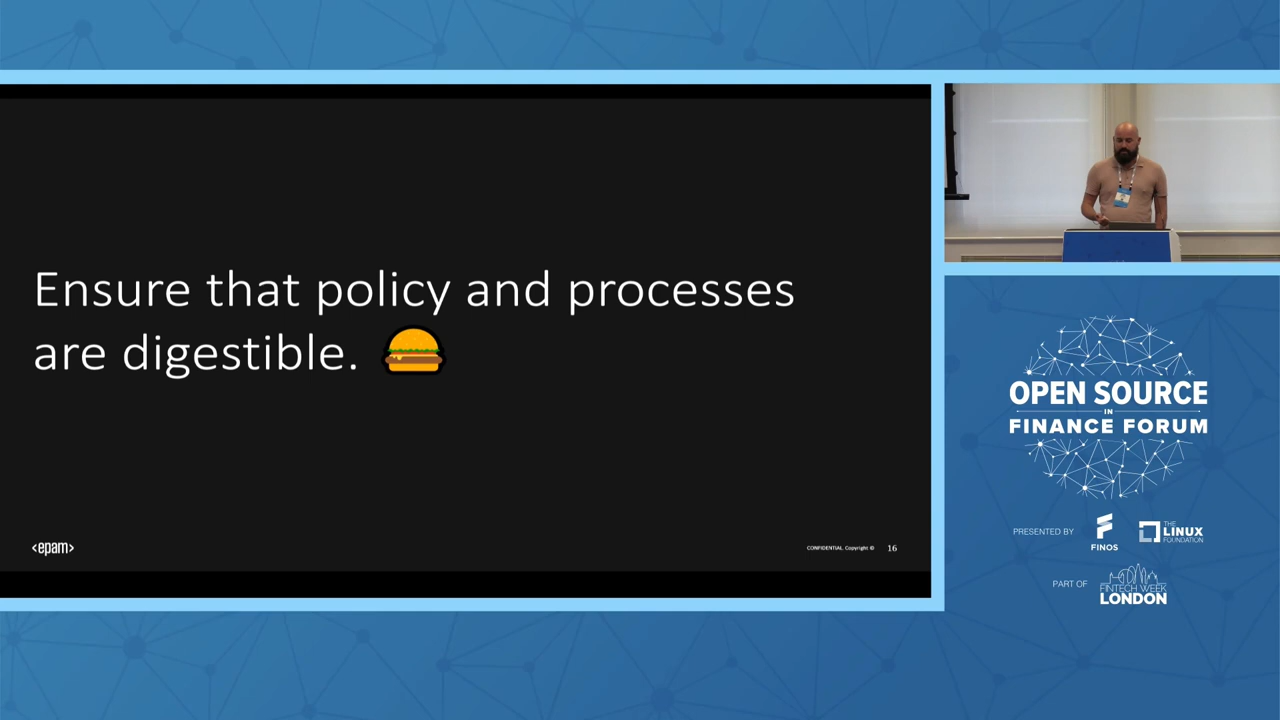 Ensure that policy and processes
are digestible. 🍔
<epam>
CONFIDENTIAL. Copyright © 16
OPEN SOURCE
IN
FINANCE FORUM
PRESENTED BY
FINOS
THE
LINUX
FOUNDATION
PART OF
FINTECH WEEK
LONDON